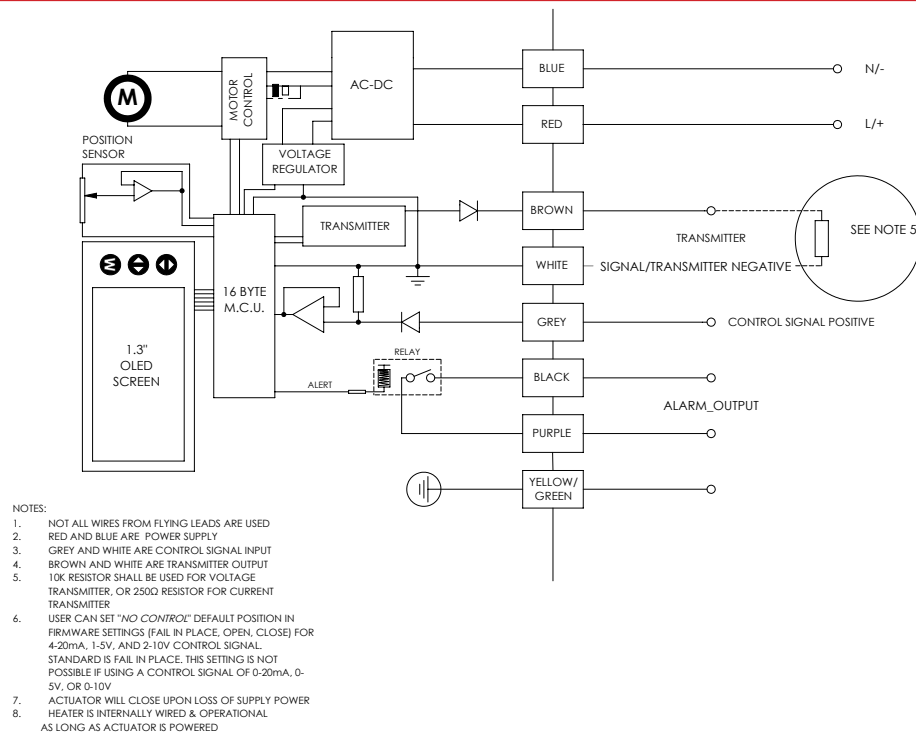 BLUE
N/-
AC-DC
MOTOR
CONTROL
M
RED
L/+
POSITION
SENSOR
VOLTAGE
REGULATOR
BROWN
TRANSMITTER
TRANSMITTER
SEE NOTE 5
WHITE
SIGNAL/TRANSMITTER NEGATIVE
M
16 BYTE
M.C.U.
GREY
CONTROL SIGNAL POSITIVE
1.3"
OLED
SCREEN
RELAY
ALERT
BLACK
ALARM_OUTPUT
PURPLE
YELLOW/
GREEN
NOTES:
1. NOT ALL WIRES FROM FLYING LEADS ARE USED
2. RED AND BLUE ARE POWER SUPPLY
3. GREY AND WHITE ARE CONTROL SIGNAL INPUT
4. BROWN AND WHITE ARE TRANSMITTER OUTPUT
5. 10K RESISTOR SHALL BE USED FOR VOLTAGE
TRANSMITTER, OR 250Ω RESISTOR FOR CURRENT
TRANSMITTER
6. USER CAN SET "NO CONTROL" DEFAULT POSITION IN
FIRMWARE SETTINGS (FAIL IN PLACE, OPEN, CLOSE) FOR
4-20mA, 1-5V, AND 2-10V CONTROL SIGNAL.
STANDARD IS FAIL IN PLACE. THIS SETTING IS NOT
POSSIBLE IF USING A CONTROL SIGNAL OF 0-20mA, 0-
5V, OR 0-10V
7. ACTUATOR WILL CLOSE UPON LOSS OF SUPPLY POWER
8. HEATER IS INTERNALLY WIRED & OPERATIONAL
AS LONG AS ACTUATOR IS POWERED